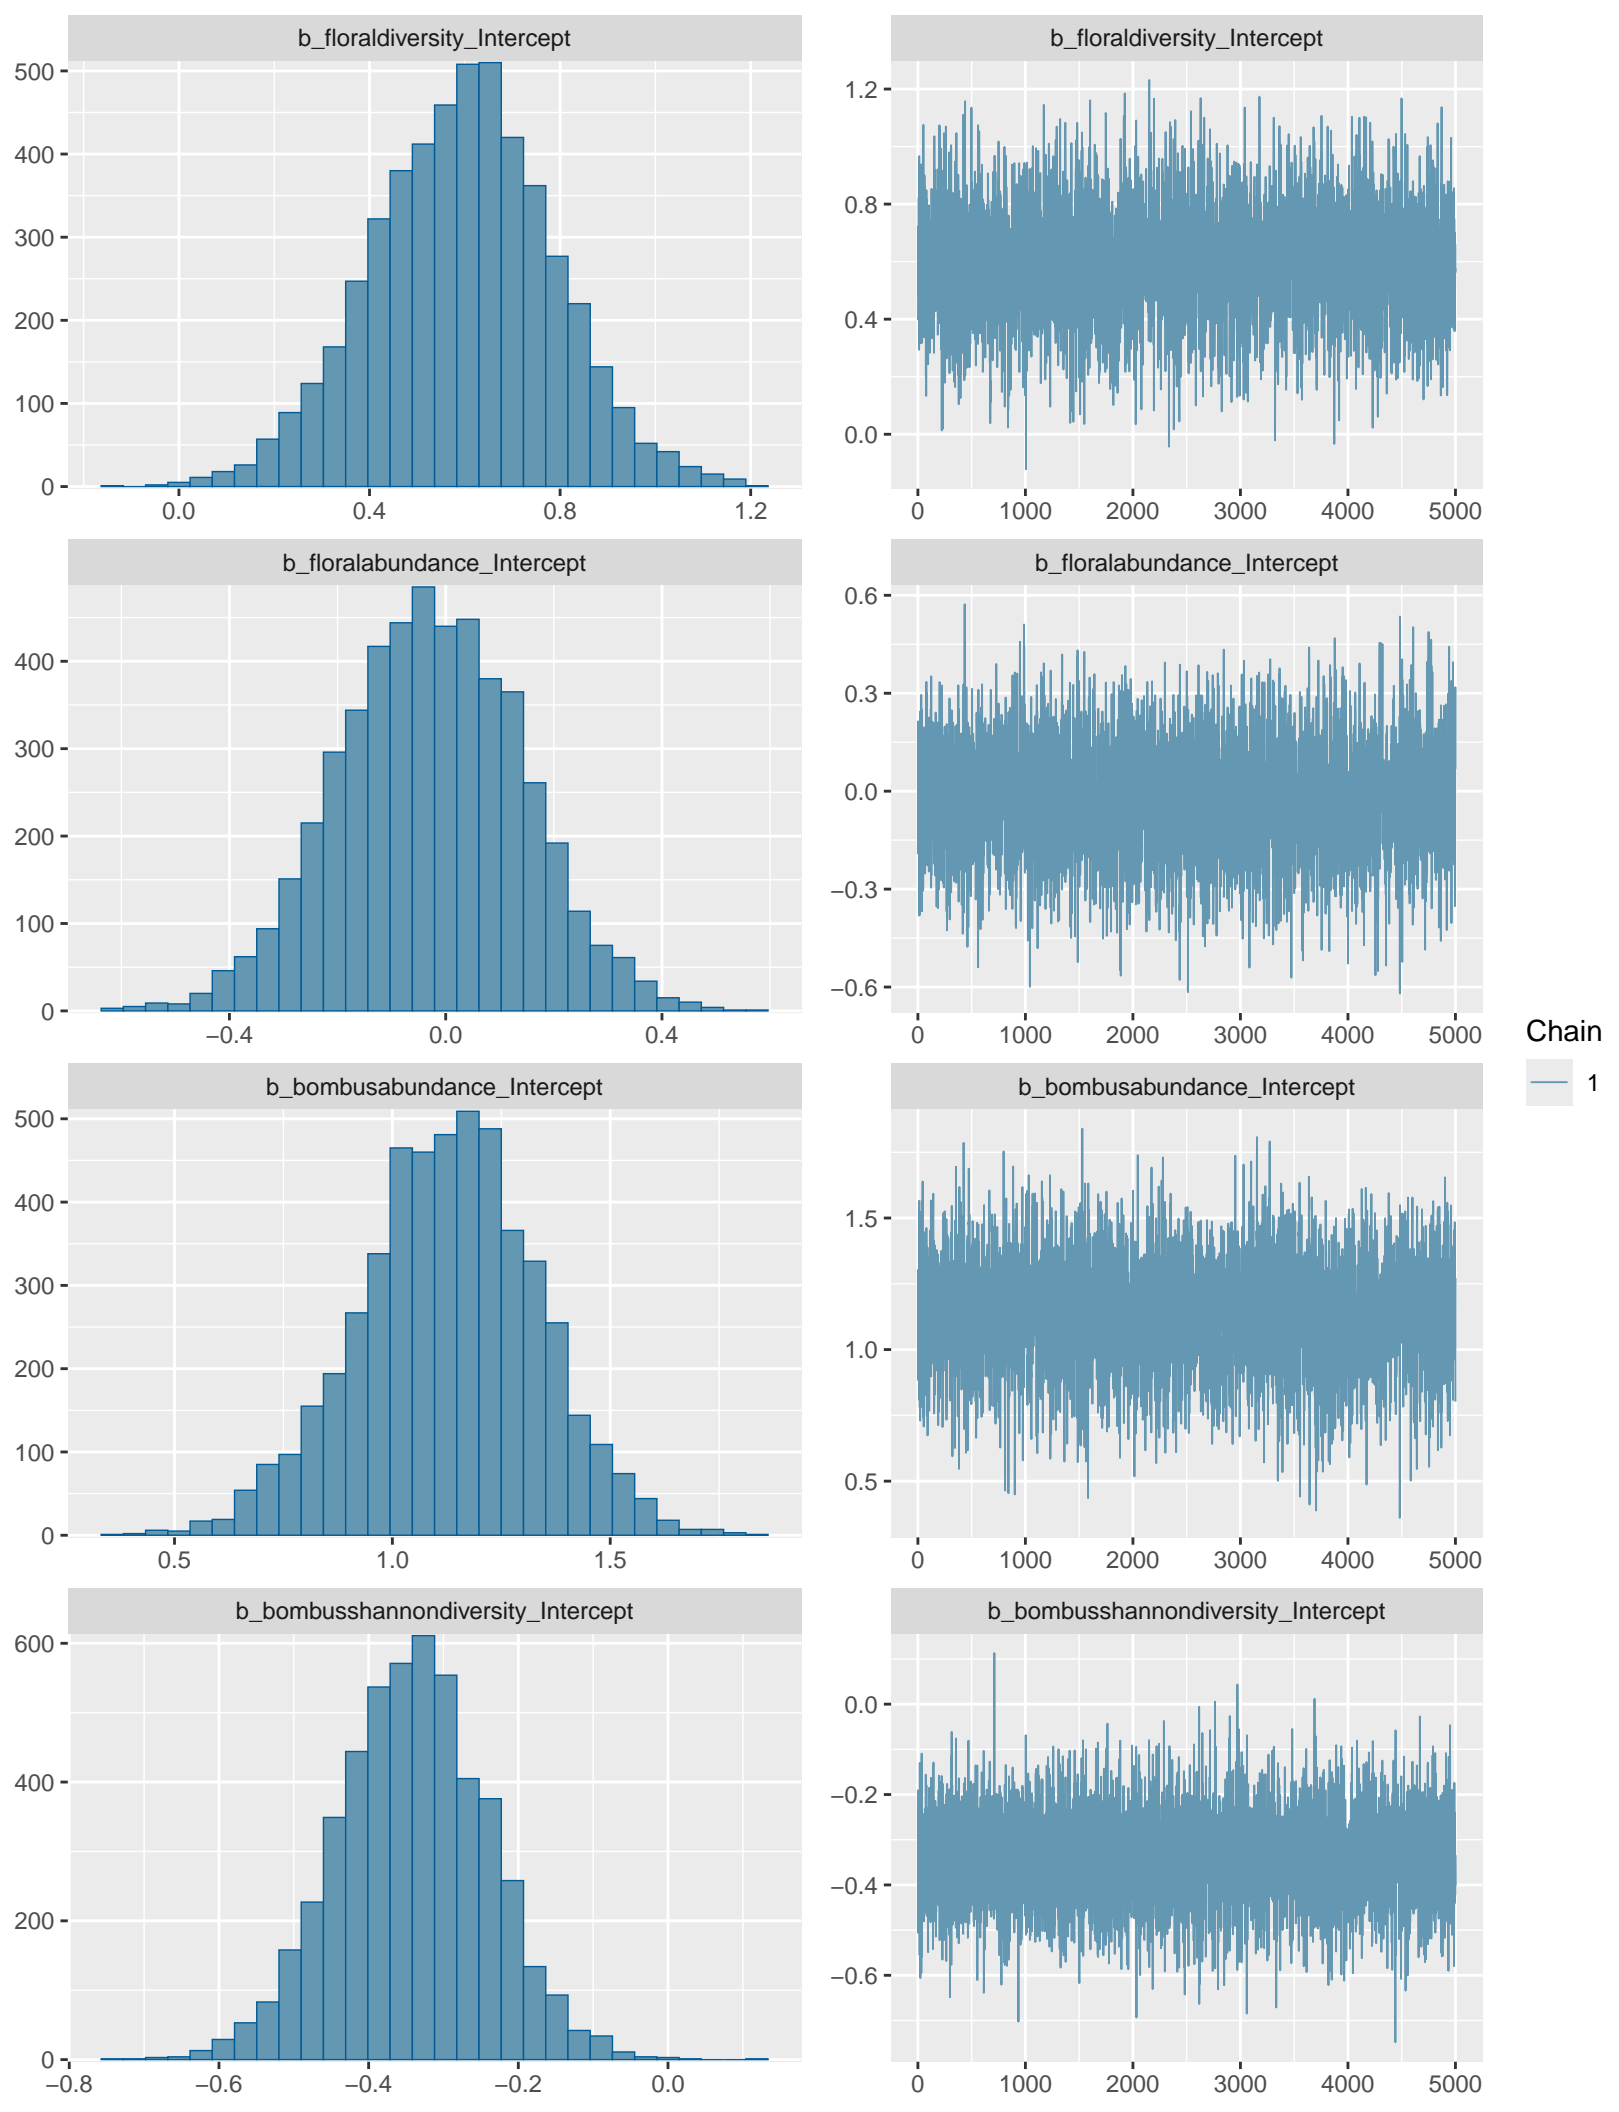 b_floraldiversity_Intercept
b_floraldiversity_Intercept
500
400
300
200
100
0
0.0 0.4 0.8 1.2
1.2
0.8
0.4
0.0
0 1000 2000 3000 4000 5000
b_floralabundance_Intercept
b_floralabundance_Intercept
400
300
200
100
0
−0.4 0.0 0.4
0.6
0.3
0.0
−0.3
−0.6
0 1000 2000 3000 4000 5000
Chain
1
b_bombusabundance_Intercept
b_bombusabundance_Intercept
500
400
300
200
100
0
0.5 1.0 1.5
1.5
1.0
0.5
0 1000 2000 3000 4000 5000
b_bombusshannondiversity_Intercept
b_bombusshannondiversity_Intercept
600
400
200
0
−0.8 −0.6 −0.4 −0.2 0.0
0.0
−0.2
−0.4
−0.6
0 1000 2000 3000 4000 5000